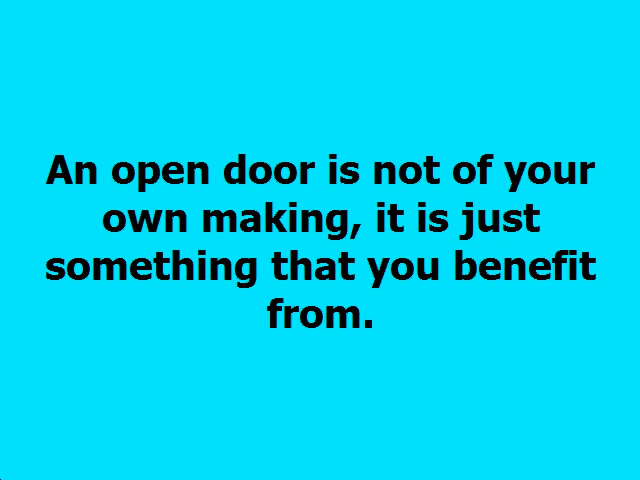 An open door is not of your
own making, it is just
something that you benefit
from.